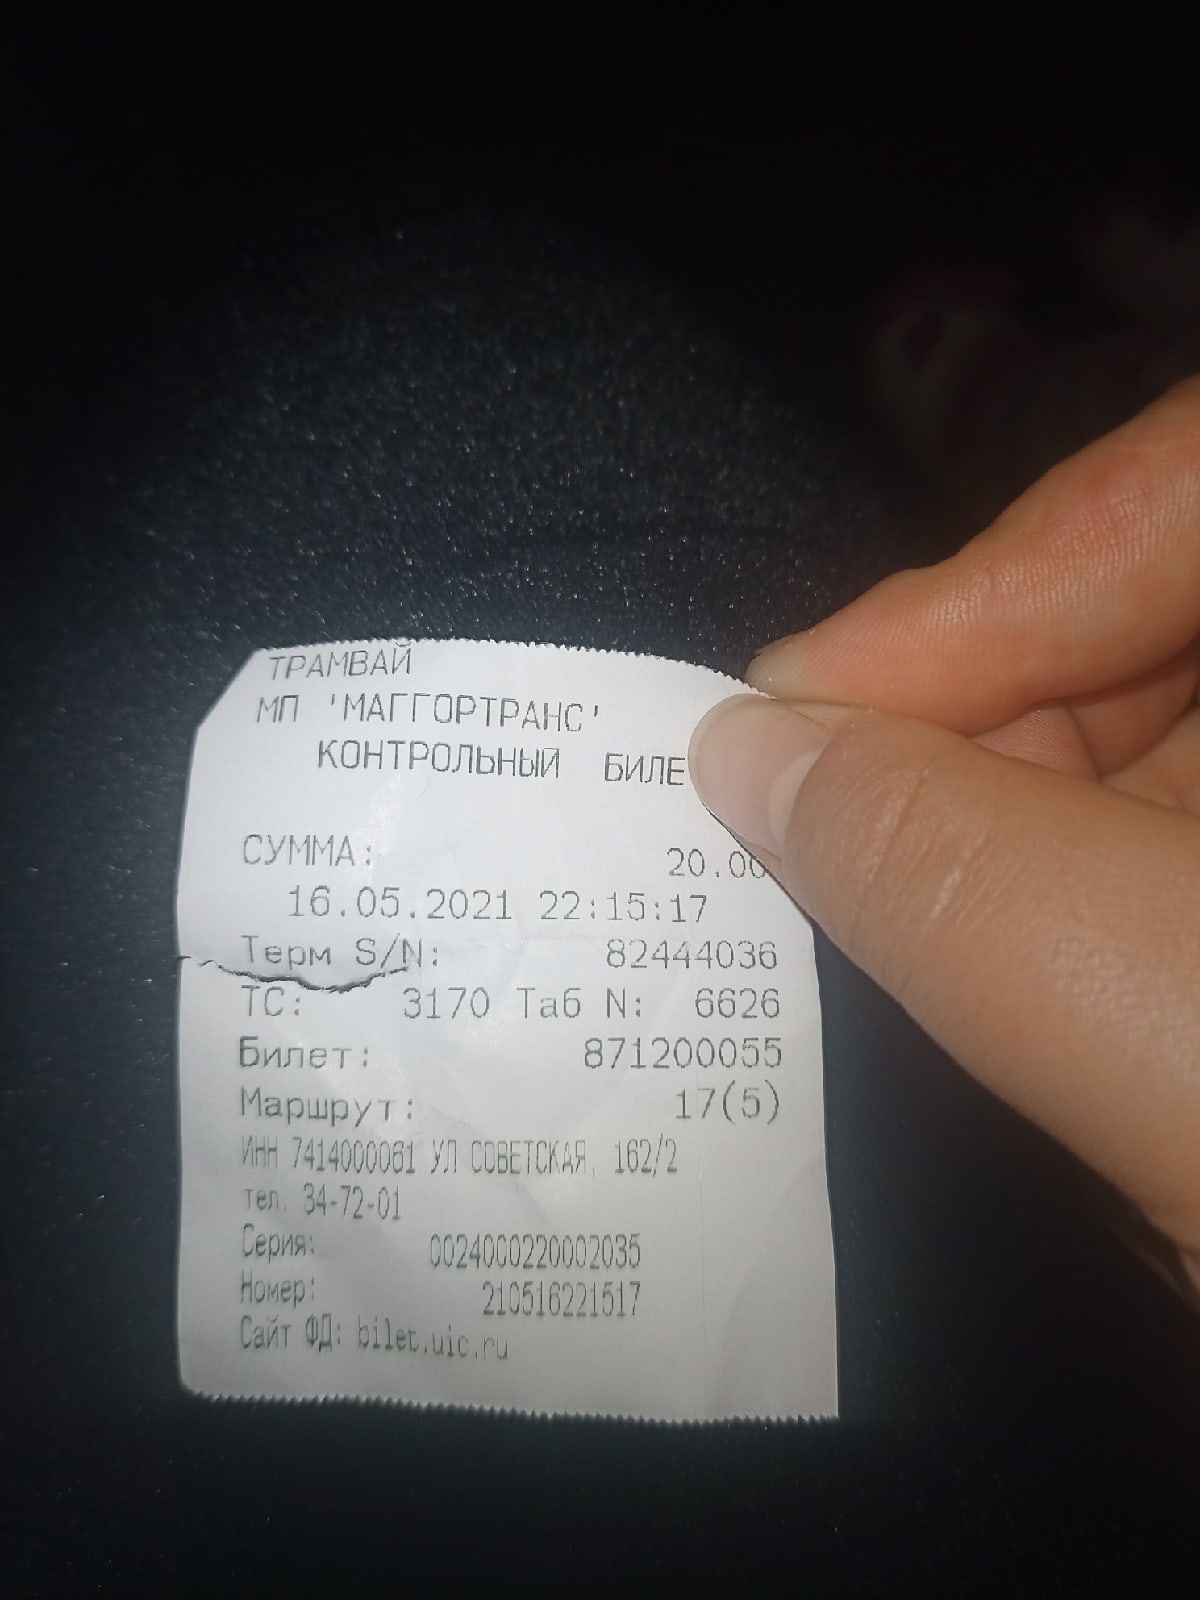 ТРАМВАЙ
МП 'МАГГОРТРАНС'
КОНТРОЛЬНЫЙ БИЛЕ
СУММА: 20.00
16.05.2021 22:15:17
Терм S/N: 82444036
ТС: 3170 Таб N: 6626
Билет: 871200055
Маршрут: 17(5)
ИНН 7414000061 УЛ СОВЕТСКАЯ, 162/2
тел. 34-72-01
Серия: 0024000220002035
Номер: 210516221517
Сайт ФД: bilet.uic.ru